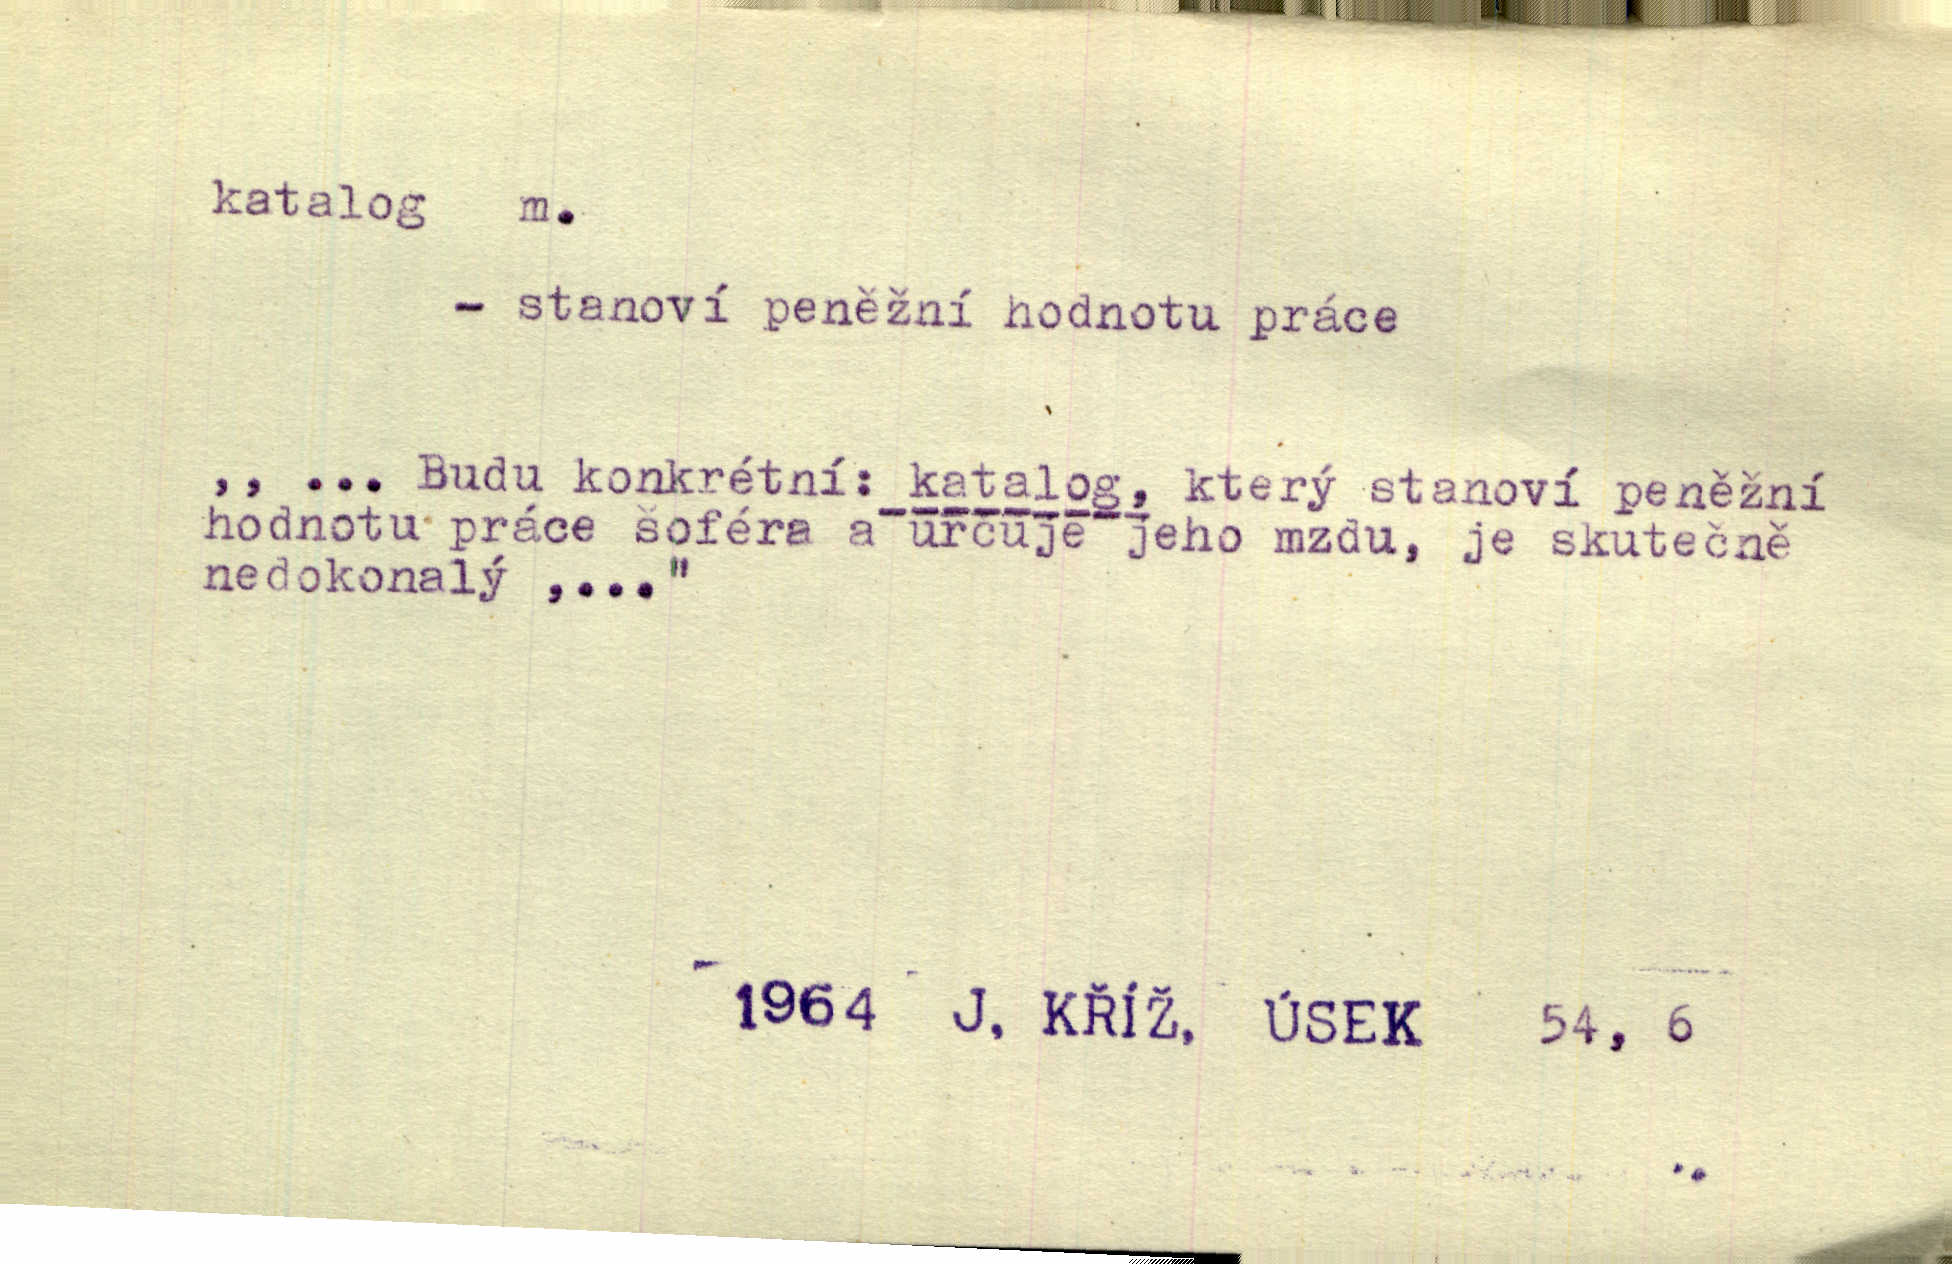 katalog m.
- stanoví peněžní hodnotu práce
,, ... Budu konkrétní: katalog, který stanoví peněžní
hodnotu práce šoféra a určuje jeho mzdu, je skutečně
nedokonalý ,..."
1964 J. KŘÍŽ, ÚSEK 54, 6